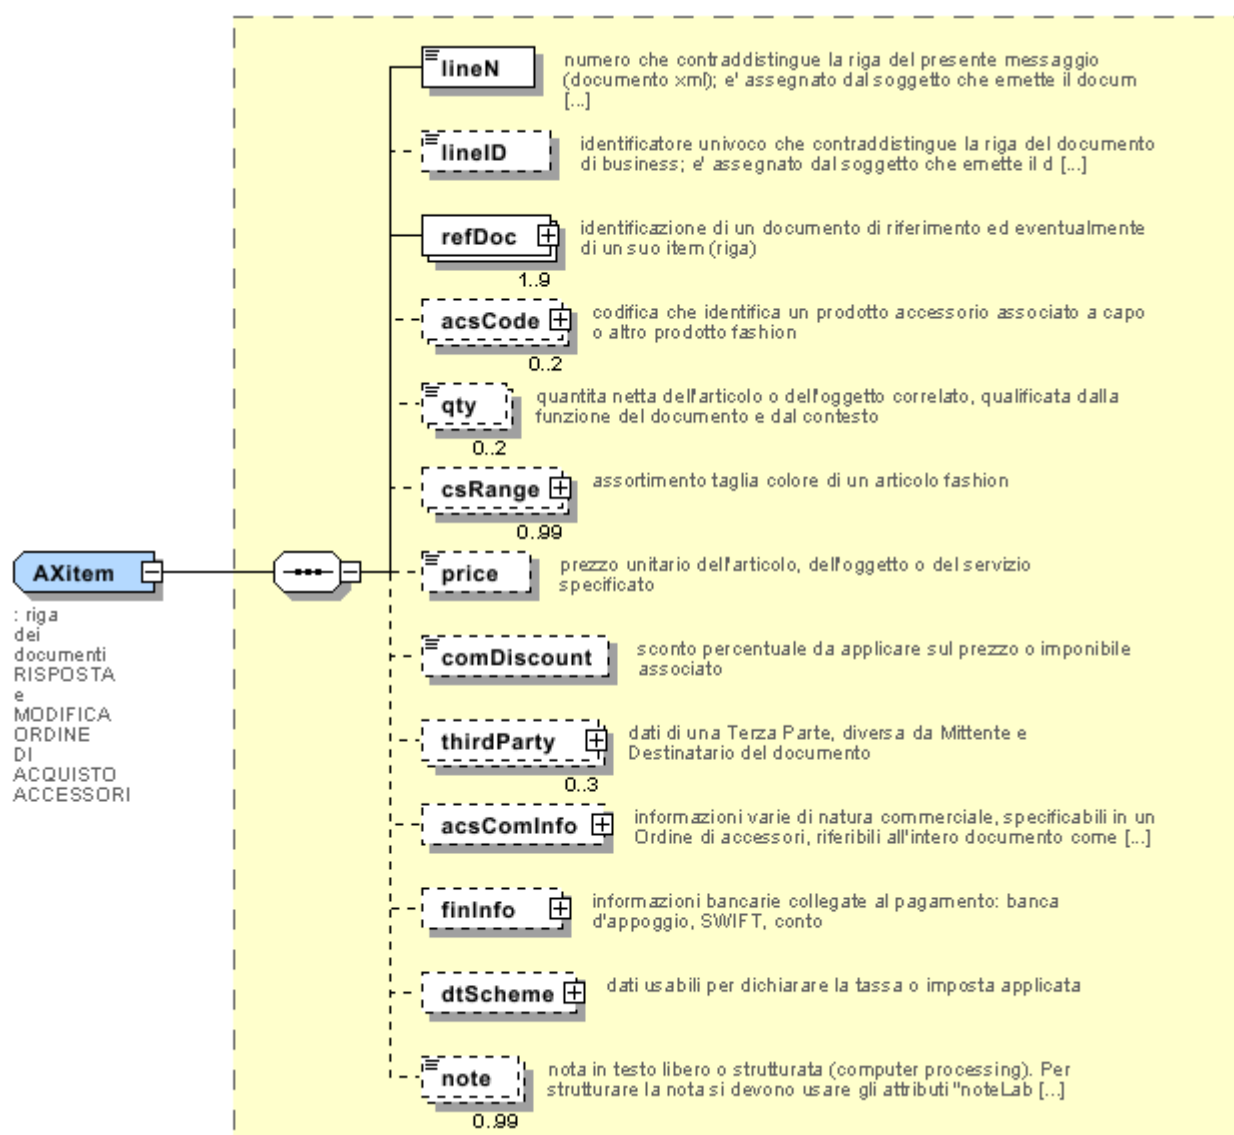 lineN
numero che contraddistingue la riga del presente messaggio
(documento xml); e' assegnato dal soggetto che emette il docum
[...]
lineID
identificatore univoco che contraddistingue la riga del documento
di business; e' assegnato dal soggetto che emette il d [...]
refDoc
1..9
identificazione di un documento di riferimento ed eventualmente
di un suo item (riga)
acsCode
0..2
codifica che identifica un prodotto accessorio associato a capo
o altro prodotto fashion
qty
0..2
quantita netta dell'articolo o dell'oggetto correlato, qualificata dalla
funzione del documento e dal contesto
csRange
0..99
assortimento taglia colore di un articolo fashion
AXitem
: riga
dei
documenti
RISPOSTA
e
MODIFICA
ORDINE
DI
ACQUISTO
ACCESSORI
price
prezzo unitario dell'articolo, dell'oggetto o del servizio
specificato
comDiscount
sconto percentuale da applicare sul prezzo o imponibile
associato
thirdParty
0..3
dati di una Terza Parte, diversa da Mittente e
Destinatario del documento
acsComInfo
informazioni varie di natura commerciale, specificabili in un
Ordine di accessori, riferibili all'intero documento come [...]
finInfo
informazioni bancarie collegate al pagamento: banca
d'appoggio, SWIFT, conto
dtScheme
dati usabili per dichiarare la tassa o imposta applicata
note
0..99
nota in testo libero o strutturata (computer processing). Per
strutturare la nota si devono usare gli attributi "noteLab [...]